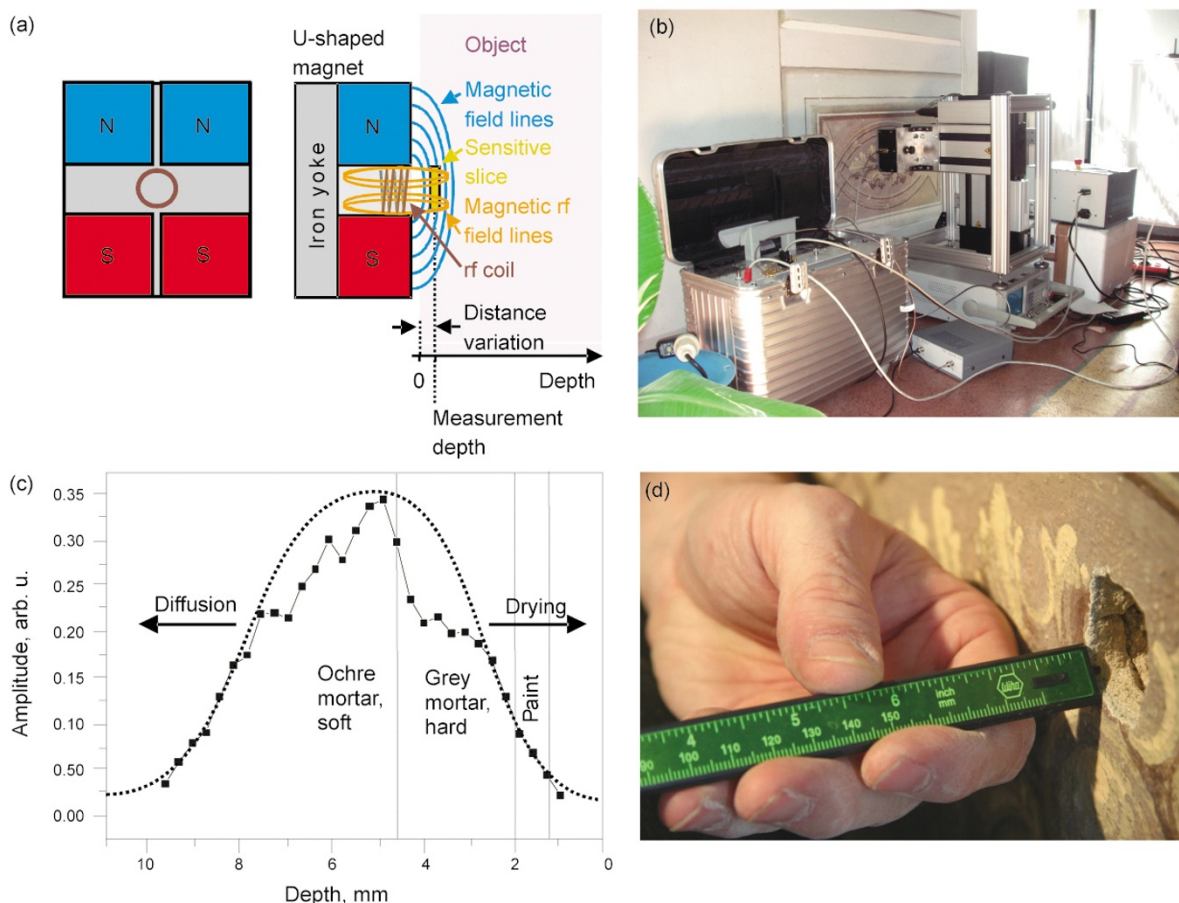 (a)
U-shaped
magnet
Object
N
N
S
S
Iron yoke
N
S
Magnetic
field lines
Sensitive
slice
Magnetic rf
field lines
rf coil
Distance
variation
0
Depth
Measurement
depth
(b)
(c)
Amplitude, arb. u.
0.35
0.30
0.25
0.20
0.15
0.10
0.50
0.00
Diffusion
Drying
Ochre
mortar,
soft
Grey
mortar,
hard
Paint
10
8
6
4
2
0
Depth, mm
(d)
4
5
6
inch
mm
Wiha
90
100
110
120
130
140
150